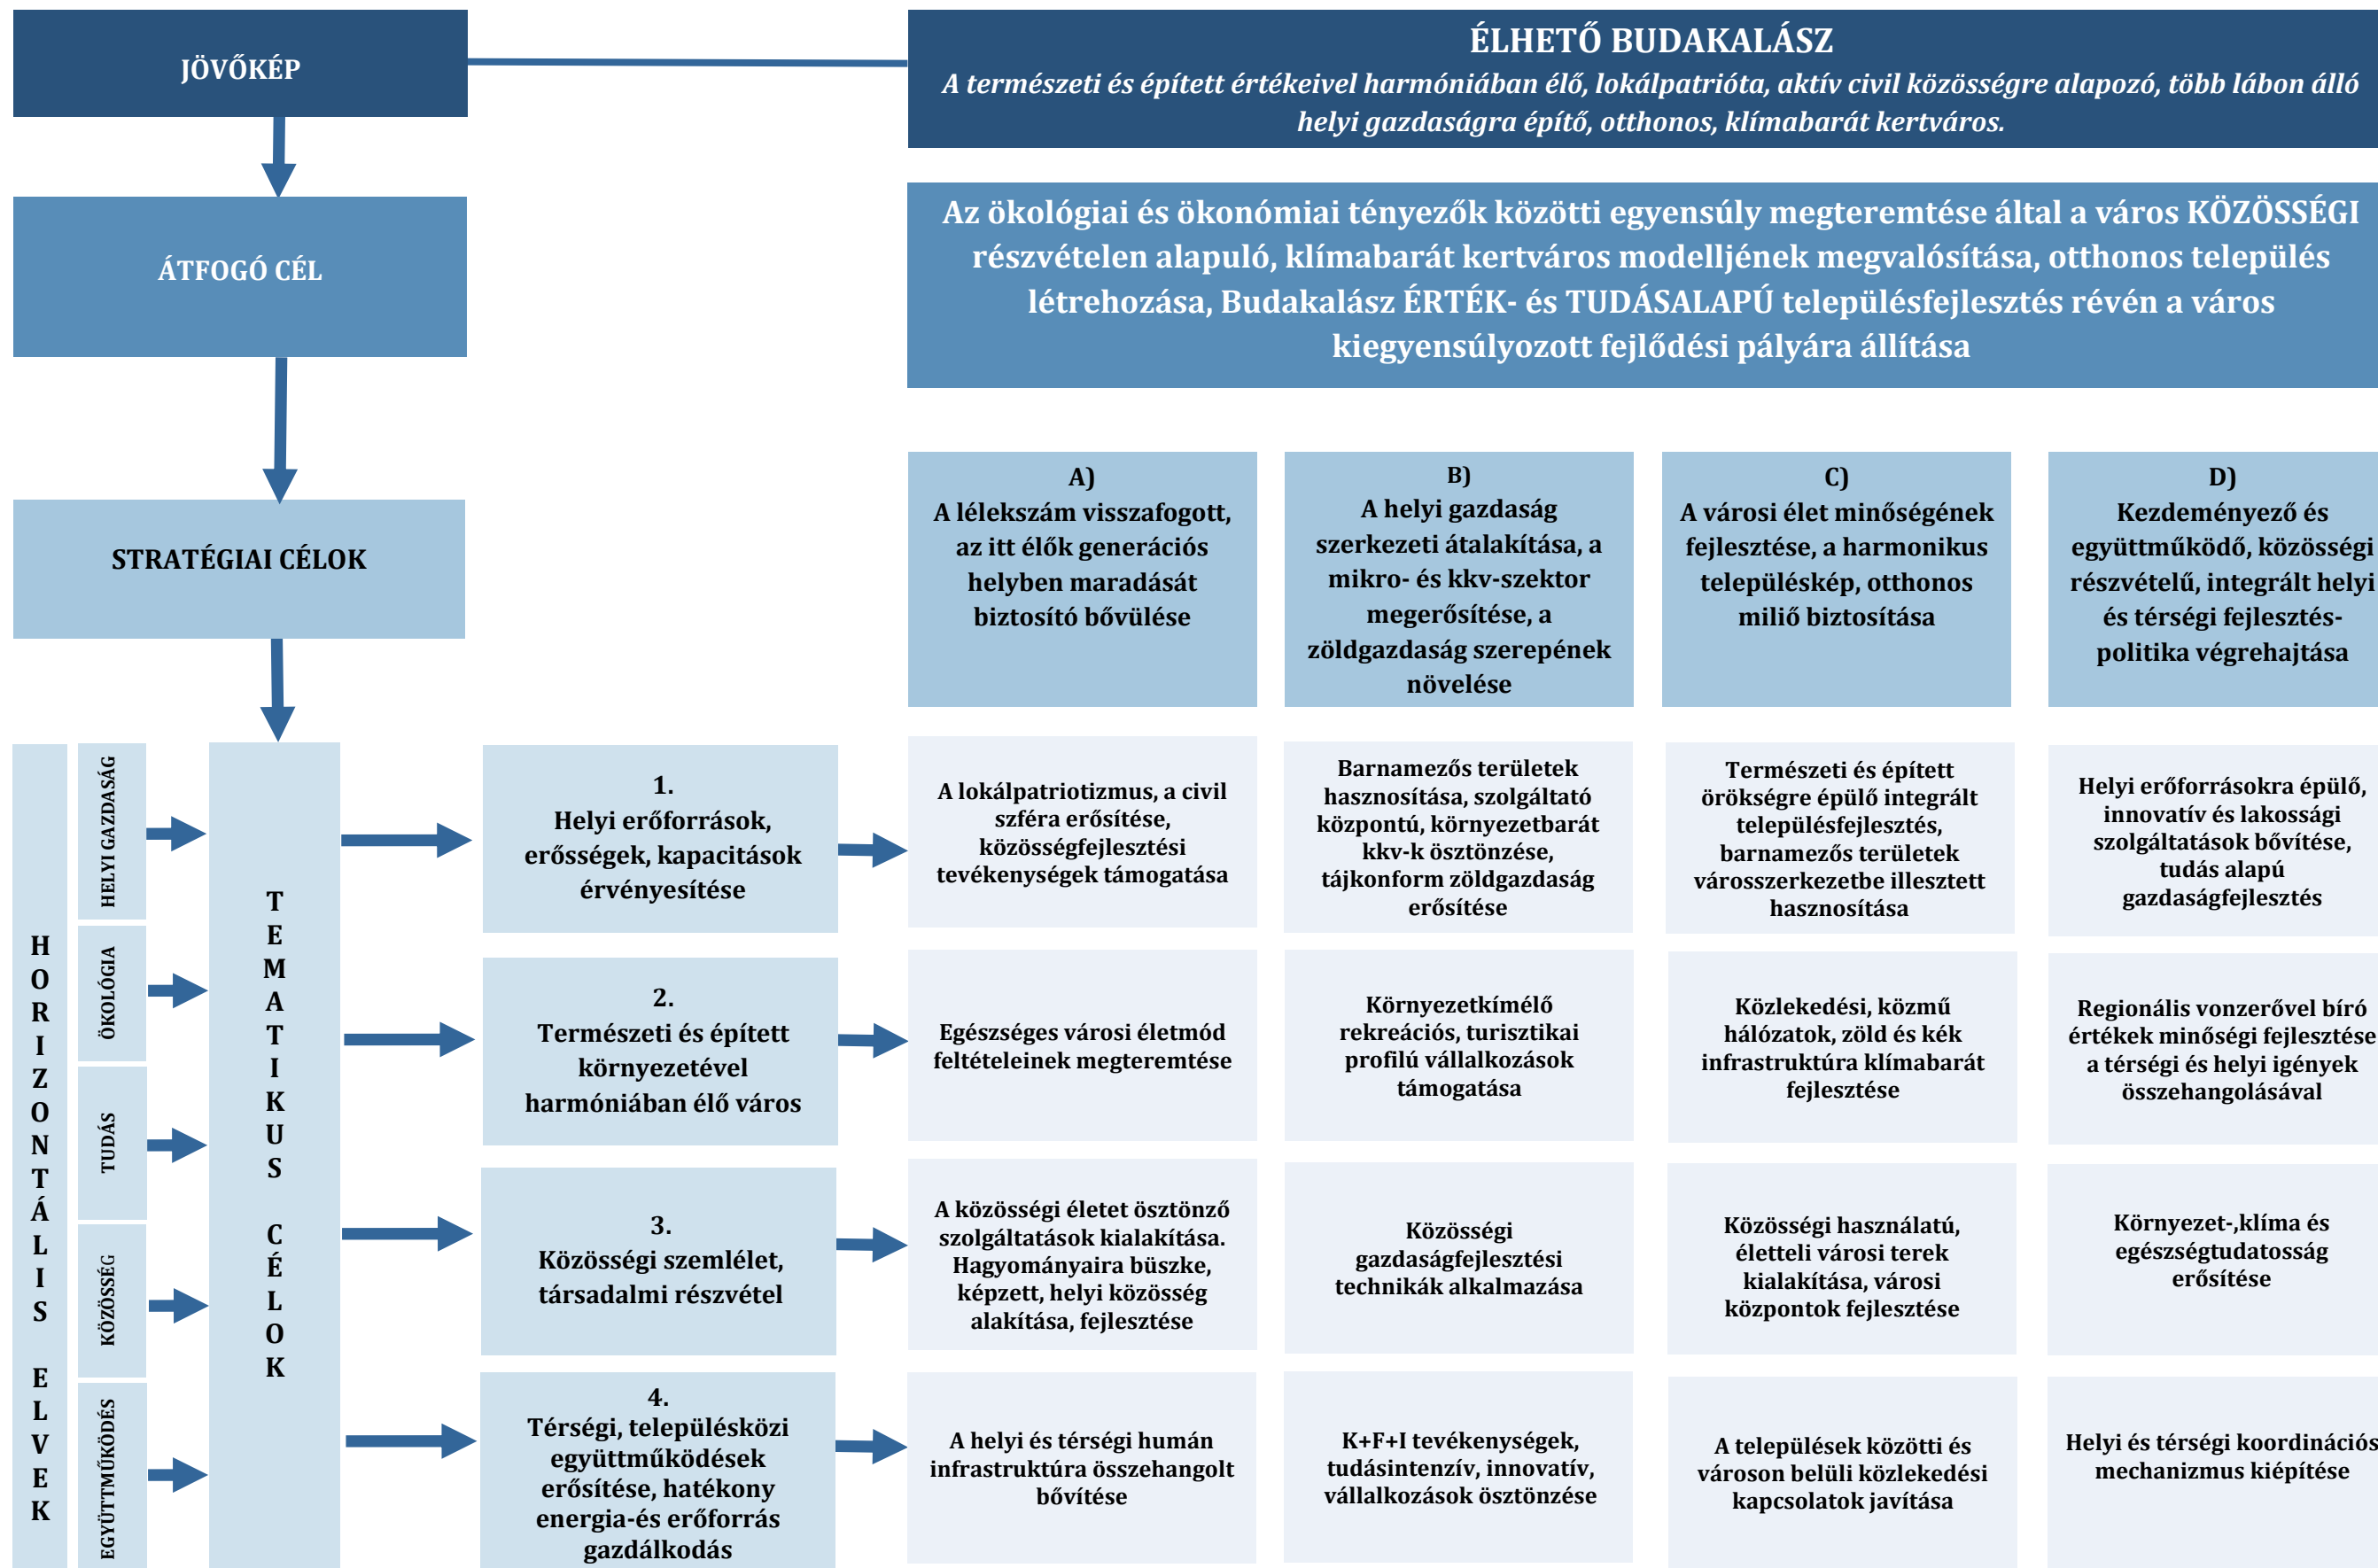 JÖVŐKÉP
ÉLHETŐ BUDAKALÁSZ
A természeti és épített értékeivel harmóniában élő, lokálpatrióta, aktív civil közösségre alapozó, több lábon álló
helyi gazdaságra építő, otthonos, klímabarát kertváros.
ÁTFOGÓ CÉL
Az ökológiai és ökonómiai tényezők közötti egyensúly megteremtése által a város KÖZÖSSÉGI
részvételen alapuló, klímabarát kertváros modelljének megvalósítása, otthonos település
létrehozása, Budakalász ÉRTÉK- és TUDÁSALAPÚ településfejlesztés révén a város
kiegyensúlyozott fejlődési pályára állítása
STRATÉGIAI CÉLOK
A)
A lélekszám visszafogott,
az itt élők generációs
helyben maradását
biztosító bővülése
B)
A helyi gazdaság
szerkezeti átalakítása, a
mikro- és kkv-szektor
megerősítése, a
zöldgazdaság szerepének
növelése
C)
A városi élet minőségének
fejlesztése, a harmonikus
településkép, otthonos
miliő biztosítása
D)
Kezdeményező és
együttműködő, közösségi
részvételű, integrált helyi
és térségi fejlesztés-
politika végrehajtása
HORIZONTÁLIS ELVEK
HELYI GAZDASÁG
ÖKOLÓGIA
TUDÁS
KÖZÖSSÉG
EGYÜTTMŰKÖDÉS
TEMATIKUS CÉLOK
1.
Helyi erőforrások,
erősségek, kapacitások
érvényesítése
A lokálpatriotizmus, a civil
szféra erősítése,
közösségfejlesztési
tevékenységek támogatása
Barnamezős területek
hasznosítása, szolgáltató
központú, környezetbarát
kkv-k ösztönzése,
tájkonform zöldgazdaság
erősítése
Természeti és épített
örökségre épülő integrált
településfejlesztés,
barnamezős területek
városszerkezetbe illesztett
hasznosítása
Helyi erőforrásokra épülő,
innovatív és lakossági
szolgáltatások bővítése,
tudás alapú
gazdaságfejlesztés
2.
Természeti és épített
környezetével
harmóniában élő város
Egészséges városi életmód
feltételeinek megteremtése
Környezetkímélő
rekreációs, turisztikai
profilú vállalkozások
támogatása
Közlekedési, közmű
hálózatok, zöld és kék
infrastruktúra klímabarát
fejlesztése
Regionális vonzerővel bíró
értékek minőségi fejlesztése
a térségi és helyi igények
összehangolásával
3.
Közösségi szemlélet,
társadalmi részvétel
A közösségi életet ösztönző
szolgáltatások kialakítása.
Hagyományaira büszke,
képzett, helyi közösség
alakítása, fejlesztése
Közösségi
gazdaságfejlesztési
technikák alkalmazása
Közösségi használatú,
életteli városi terek
kialakítása, városi
központok fejlesztése
Környezet-,klíma és
egészségtudatosság
erősítése
4.
Térségi, településközi
együttműködések
erősítése, hatékony
energia-és erőforrás
gazdálkodás
A helyi és térségi humán
infrastruktúra összehangolt
bővítése
K+F+I tevékenységek,
tudásintenzív, innovatív,
vállalkozások ösztönzése
A települések közötti és
városon belüli közlekedési
kapcsolatok javítása
Helyi és térségi koordinációs
mechanizmus kiépítése